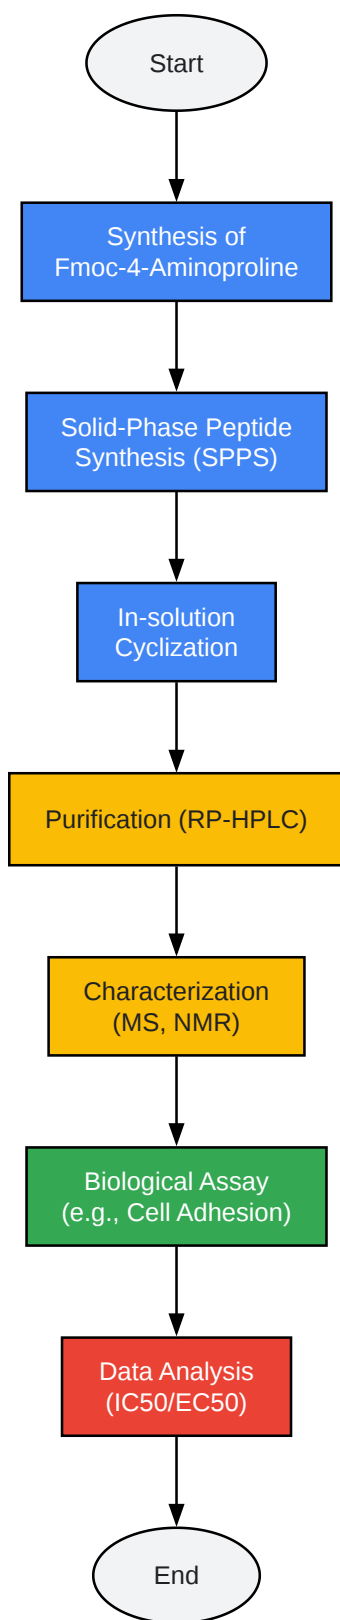 Start
Synthesis of
Fmoc-4-Aminoproline
Solid-Phase Peptide
Synthesis (SPPS)
In-solution
Cyclization
Purification (RP-HPLC)
Characterization
(MS, NMR)
Biological Assay
(e.g., Cell Adhesion)
Data Analysis
(IC50/EC50)
End